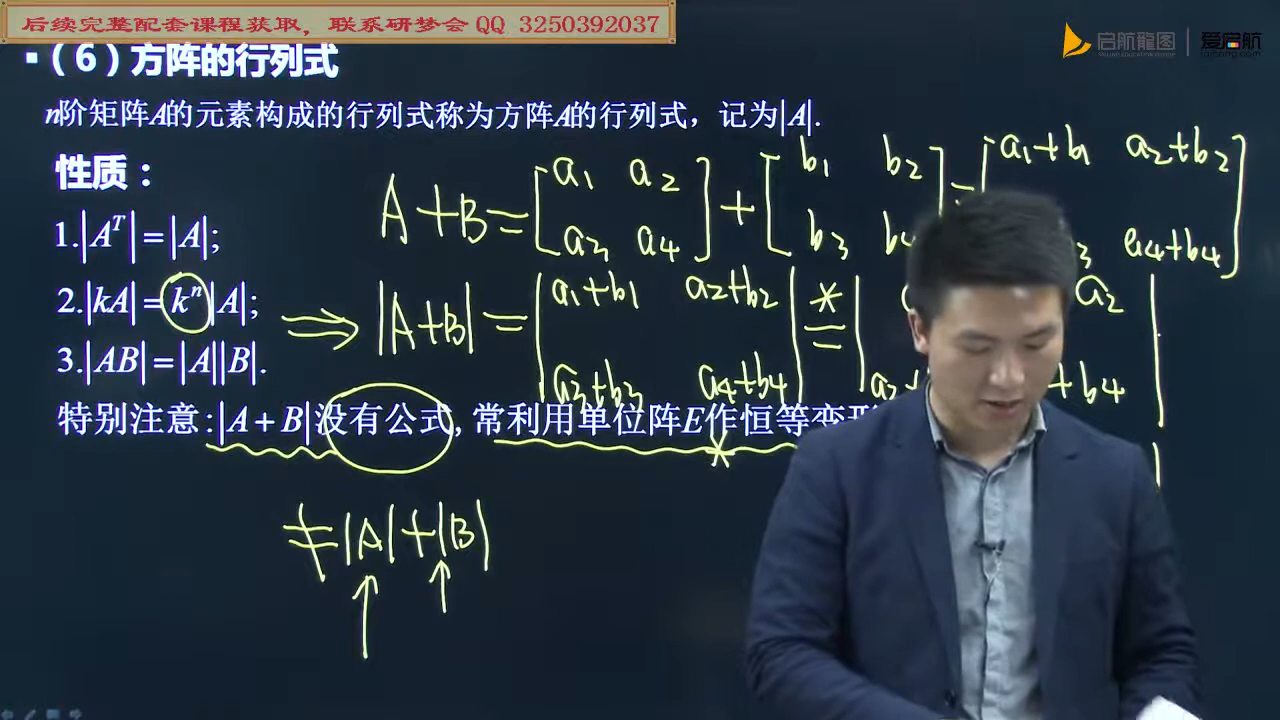 后续完整配套课程获取，联系研梦会QQ 3250392037
启航龍图 | 爱启航
▪（6）方阵的行列式
n阶矩阵A的元素构成的行列式称为方阵A的行列式，记为|A|.
性质：
A+B=[a₁ a₂ a₃ a₄]+[b₁ b₂ b₃ b₄]=[a₁+b₁ a₂+b₂ a₄+b₄]
1.|Aᵀ|=|A|;
2.|kA|=kⁿ|A|;
⇒ |A+B|=|a₁+b₁ a₂+b₂ a₃+b₃ a₄+b₄| * = | a₂ +b₄ |
3.|AB|=|A||B|.
特别注意:|A+B|没有公式,常利用单位阵E作恒等变形
*
≠|A|+|B|
↑ ↑